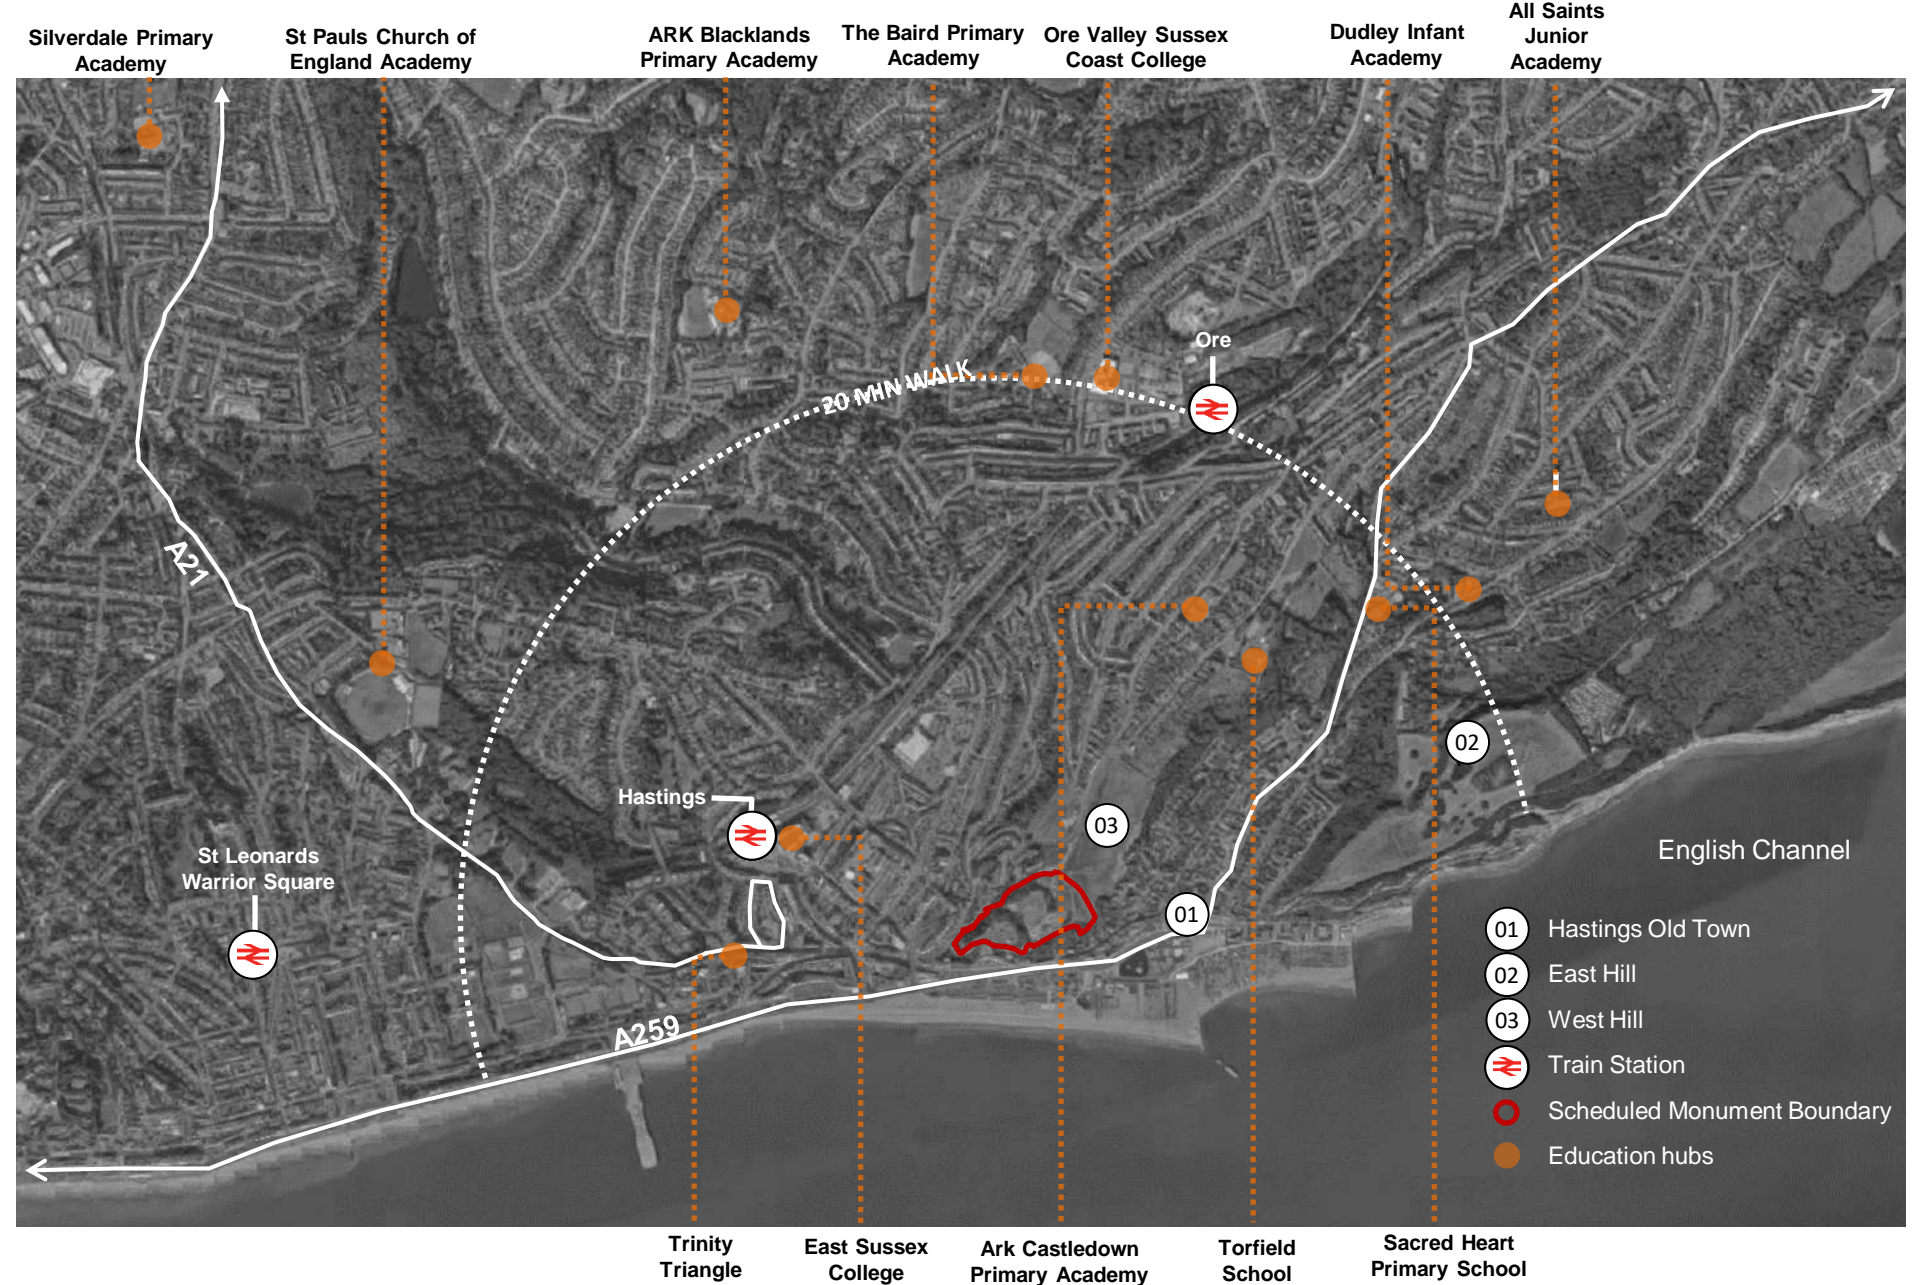 Silverdale Primary
Academy
St Pauls Church of
England Academy
ARK Blacklands
Primary Academy
The Baird Primary
Academy
Ore Valley Sussex
Coast College
Dudley Infant
Academy
All Saints
Junior
Academy
Ore
20 MIN WALK
A21
Hastings
St Leonards
Warrior Square
02
03
01
English Channel
A259
01 Hastings Old Town
02 East Hill
03 West Hill
Train Station
Scheduled Monument Boundary
Education hubs
Trinity
Triangle
East Sussex
College
Ark Castledown
Primary Academy
Torfield
School
Sacred Heart
Primary School